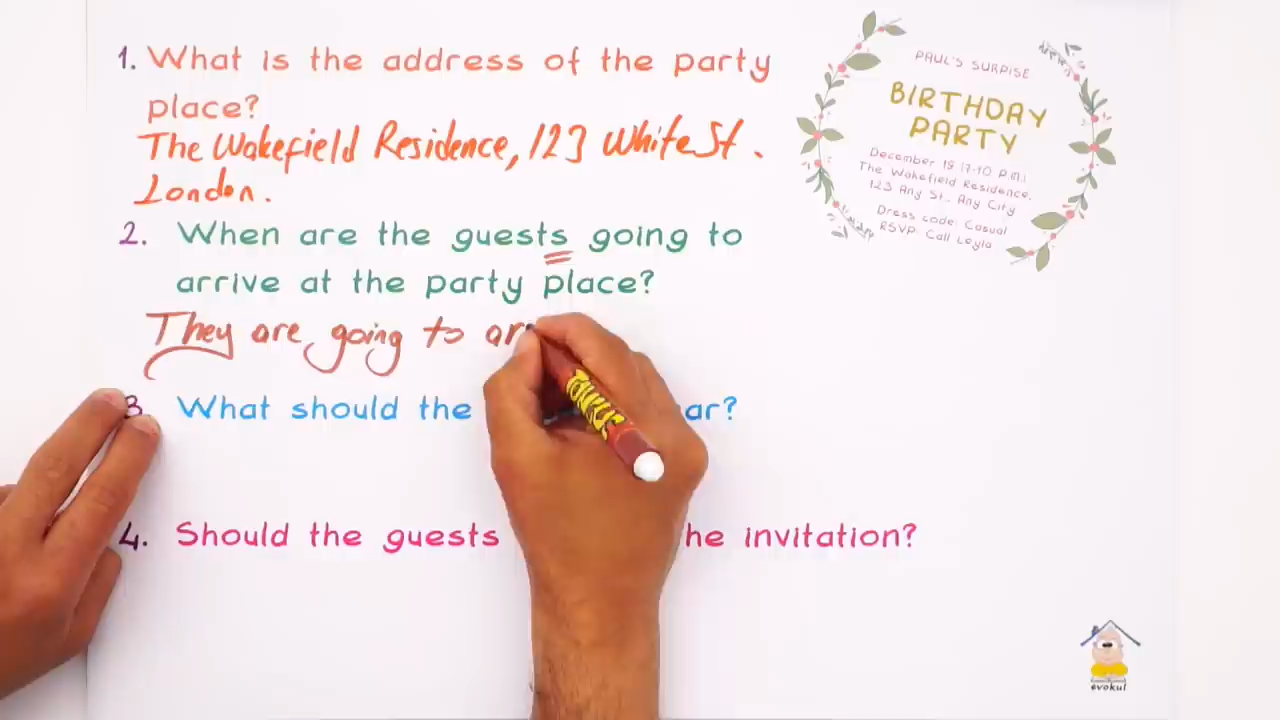 1. What is the address of the party
place?
The Wakefield Residence, 123 White St.
London.
2. When are the guests going to
arrive at the party place?
They are going to ar
3. What should the ar?
4. Should the guests he invitation?
PAUL'S SURPISE
BIRTHDAY
PARTY
December 19 (7-10 P.M)
The Wakefield Residence.
123 Any St., Any City
Dress code: Casual
RSVP: Call Leyla
evokul